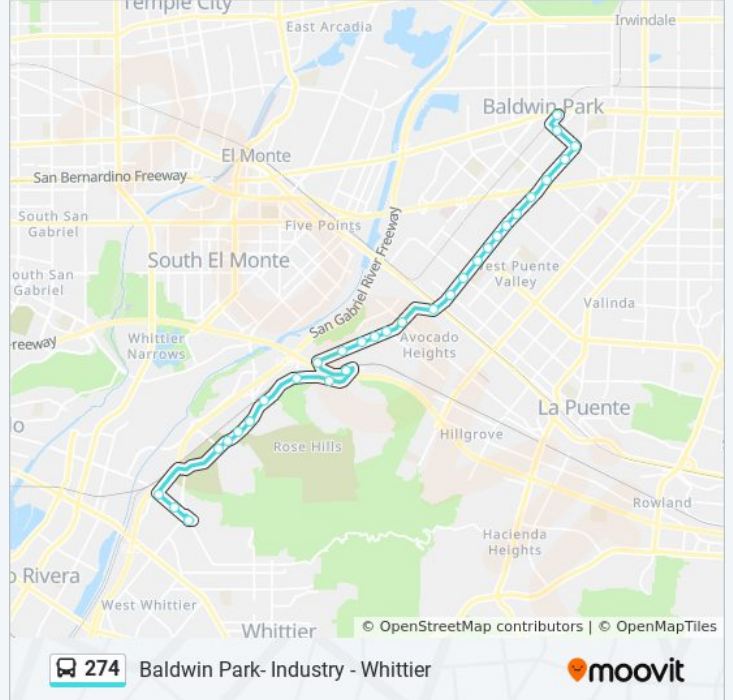 Temple City
East Arcadia
Irwindale
Baldwin Park
El Monte
San Bernardino Freeway
South San
Gabriel
Five Points
San Gabriel River Freeway
South El Monte
est Puente
Valley
outh San
Gabriel
Valinda
Whittier
Narrows
reeway
Avocado
Heights
La Puente
lo
Rose Hills
Hillgrove
Rowland
Hacienda
Heights
o Rivera
West Whittier
Whittier
© OpenStreetMap contributors | © OpenMapTiles
274 Baldwin Park- Industry - Whittier
moovit